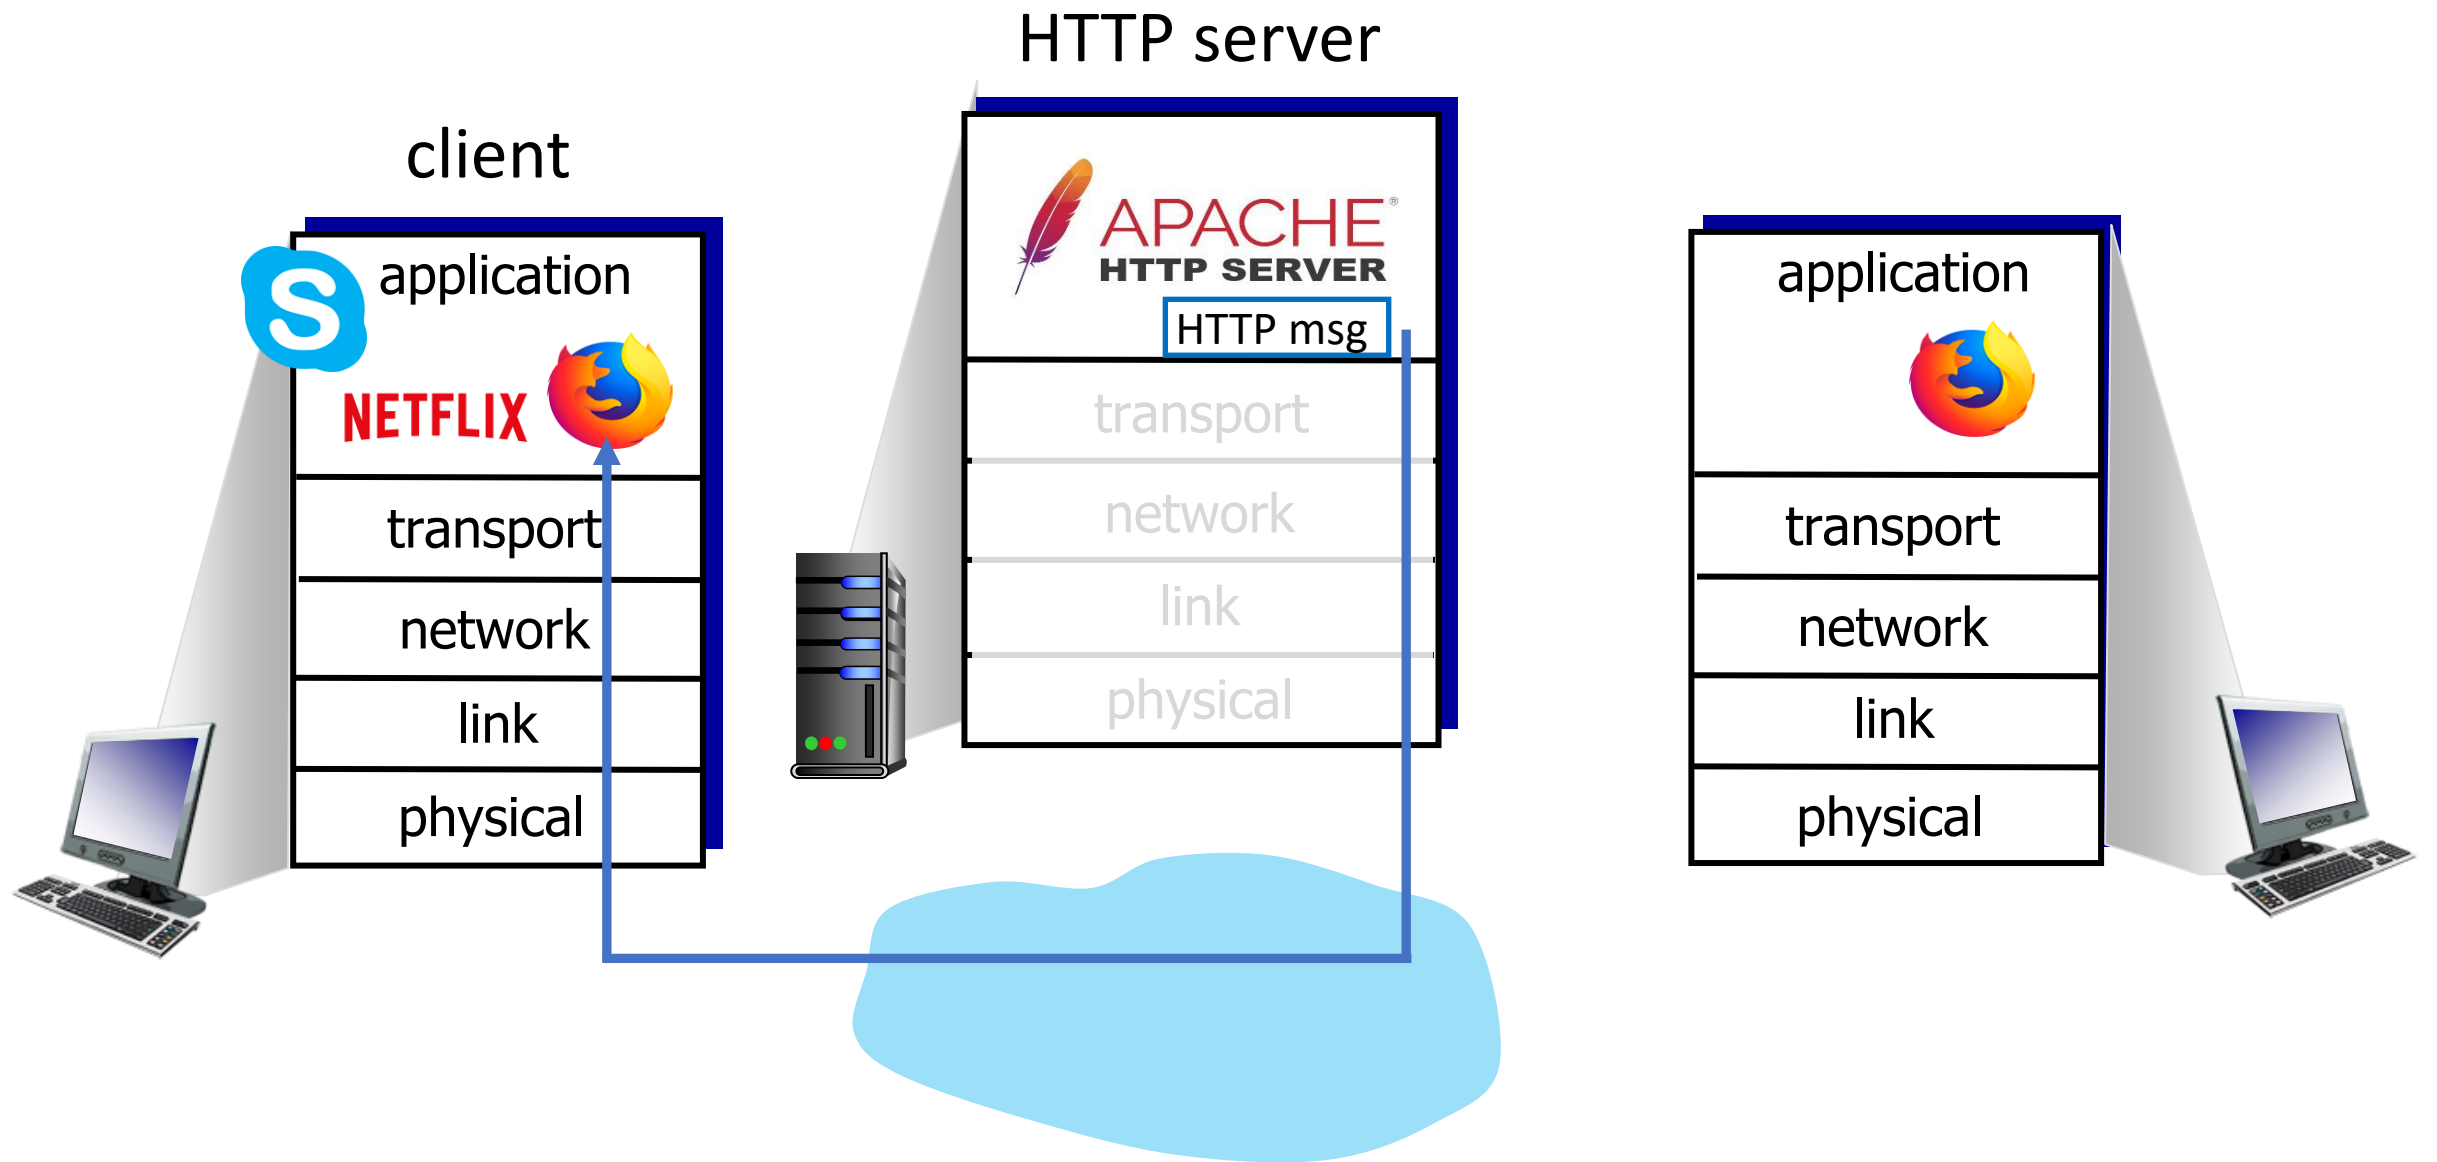 HTTP server
APACHE®
HTTP SERVER
HTTP msg
transport
network
link
physical
client
S
application
NETFLIX
transport
network
link
physical
application
transport
network
link
physical